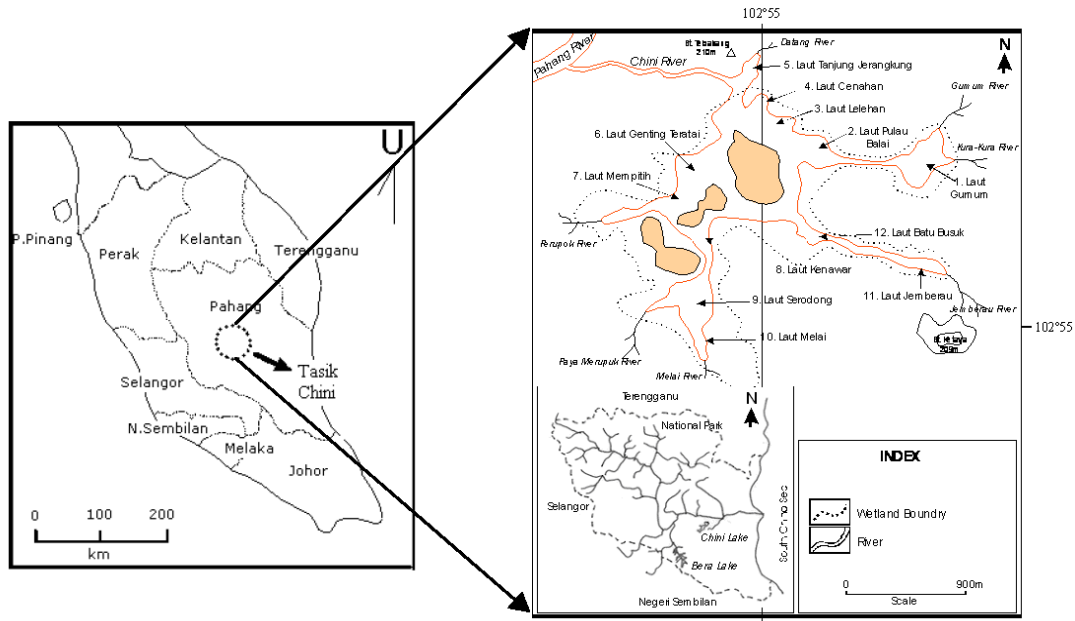 U
P.Pinang
Perak
Kelantan
Terengganu
Pahang
Tasik
Chini
Selangor
N.Sembilan
Melaka
Johor
0 100 200
km
102°55
N
Pahang River
Chini River
210m
Datang River
5. Laut Tanjung Jerangkung
4. Laut Cenahan
3. Laut Lelehan
Gumum River
6. Laut Genting Teratai
2. Laut Pulau
Balai
Kura-Kura River
1. Laut
Gumum
7. Laut Mempitih
Perupok River
12. Laut Batu Busuk
8. Laut Kenawar
9. Laut Serodong
11. Laut Jemberau
Jemberau River
10. Laut Melai
209m
102°55
Paya Merupuk River
Melai River
Terengganu
N
National Park
Selangor
Chini Lake
Bera Lake
South China Sea
Negeri Sembilan
INDEX
Wetland Boundry
River
0 900m
Scale